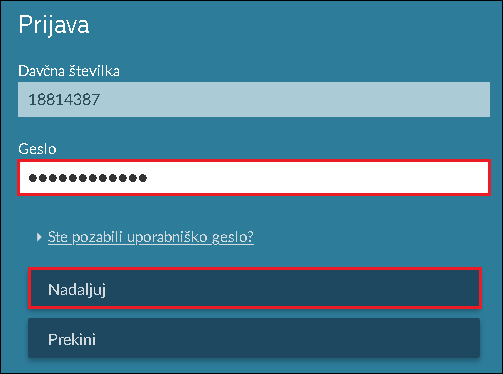 Prijava
Davčna številka
18814387
Geslo
●●●●●●●●●●●●
Ste pozabili uporabniško geslo?
Nadaljuj
Prekini